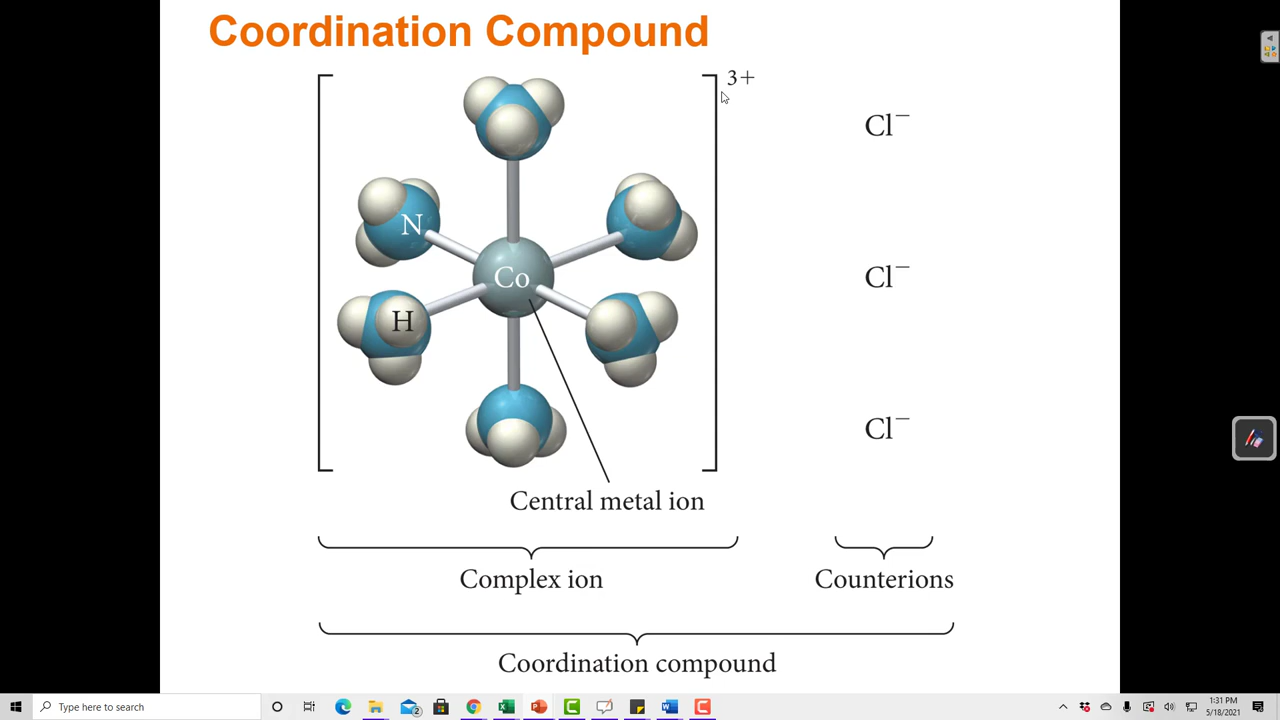 Coordination Compound
3+
Cl⁻
N
Co
Cl⁻
H
Cl⁻
Central metal ion
Complex ion
Counterions
Coordination compound
Type here to search
2
1:31 PM
5/18/2021